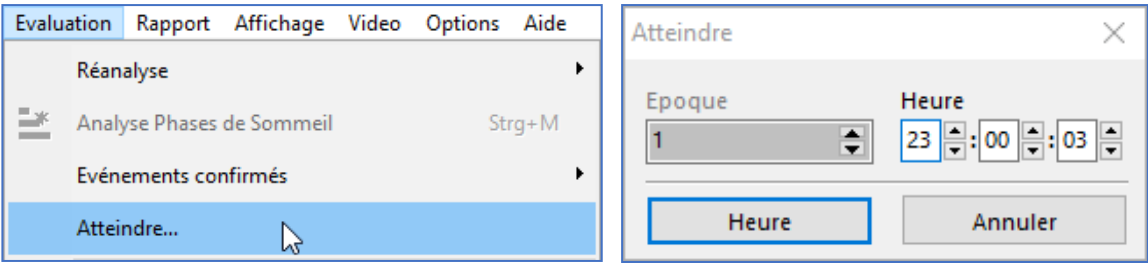 Evaluation Rapport Affichage Video Options Aide
Réanalyse
Analyse Phases de Sommeil Strg+M
Evénements confirmés
Atteindre...
Atteindre
Epoque Heure
1 23:00:03
Heure Annuler